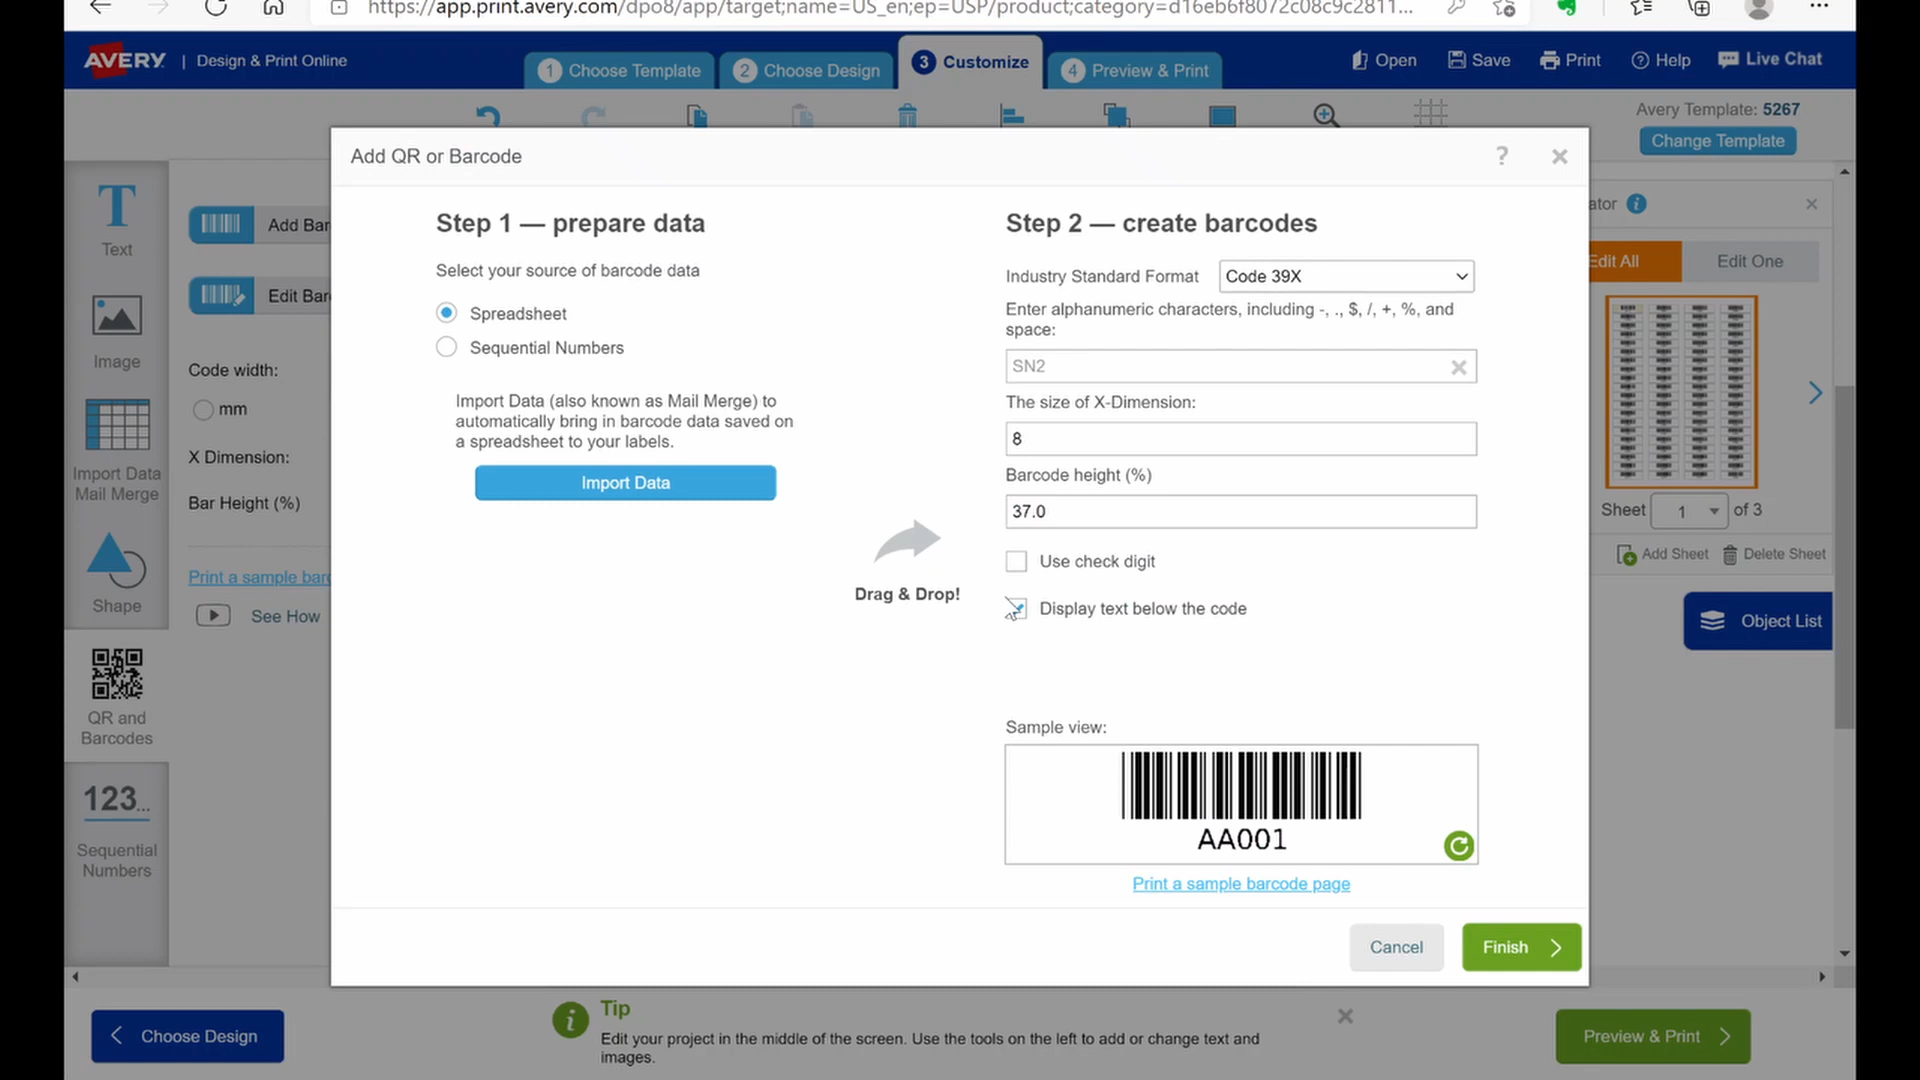 https://app.print.avery.com/dpo8/app/target;name=US_en;ep=USP/product;category=d16eb6f8072c08c9c2811...
AVERY | Design & Print Online
1 Choose Template
2 Choose Design
3 Customize
4 Preview & Print
Open
Save
Print
Help
Live Chat
Avery Template: 5267
Change Template
Text
Image
Import Data
Mail Merge
Shape
QR and
Barcodes
123...
Sequential
Numbers
Add Bar
Edit Bar
Code width:
mm
X Dimension:
Bar Height (%)
Print a sample bar
See How
Add QR or Barcode
?
Step 1 — prepare data
Select your source of barcode data
Spreadsheet
Sequential Numbers
Import Data (also known as Mail Merge) to
automatically bring in barcode data saved on
a spreadsheet to your labels.
Import Data
Drag & Drop!
Step 2 — create barcodes
Industry Standard Format Code 39X
Enter alphanumeric characters, including -, ., $, /, +, %, and
space:
SN2
The size of X-Dimension:
8
Barcode height (%)
37.0
Use check digit
Display text below the code
Sample view:
AA001
Print a sample barcode page
Cancel
Finish
ator
Edit All
Edit One
Sheet 1 of 3
Add Sheet
Delete Sheet
Object List
Choose Design
Tip
Edit your project in the middle of the screen. Use the tools on the left to add or change text and
images.
Preview & Print